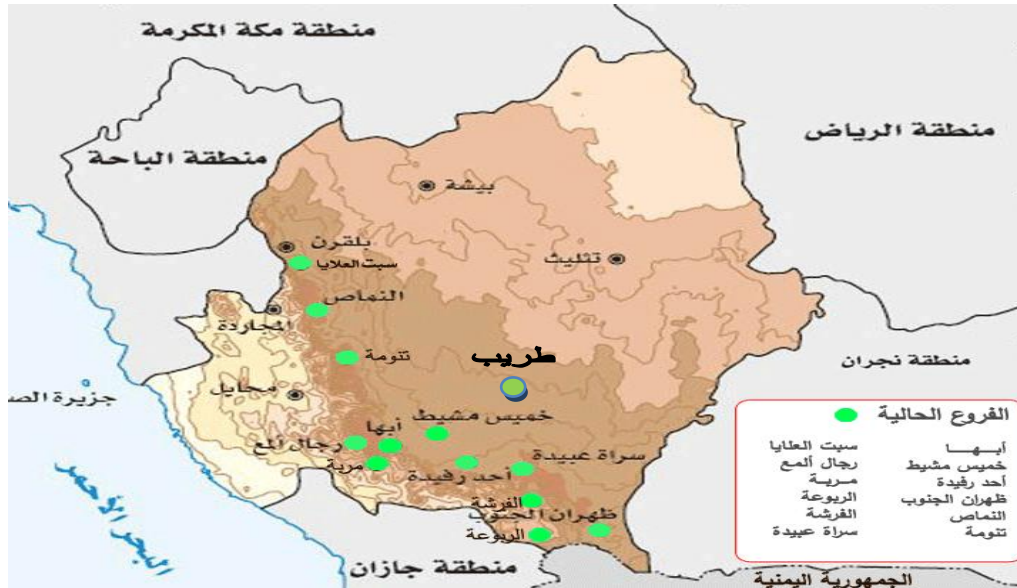 منطقة مكة المكرمة
منطقة الرياض
منطقة الباحة
بيشة
بلقرن
تثليث
سبت العلايا
النماص
المجاردة
طريب
تنومة
منطقة نجران
محايل
جزيرة الصـ
خميس مشيط
أبها
رجال ألمع
سراة عبيدة
مربة
أحد رفيدة
الفرشة
ظهران الجنوب
الربوعة
البحر الأحمر
منطقة جازان
الجمهورية اليمنية
الفروع الحالية
أبـــهــــا
سبت العلايا
خميس مشيط
رجال ألمع
أحد رفيدة
مـربـة
ظهران الجنوب
الربوعة
النماص
الفرشة
تنومة
سراة عبيدة